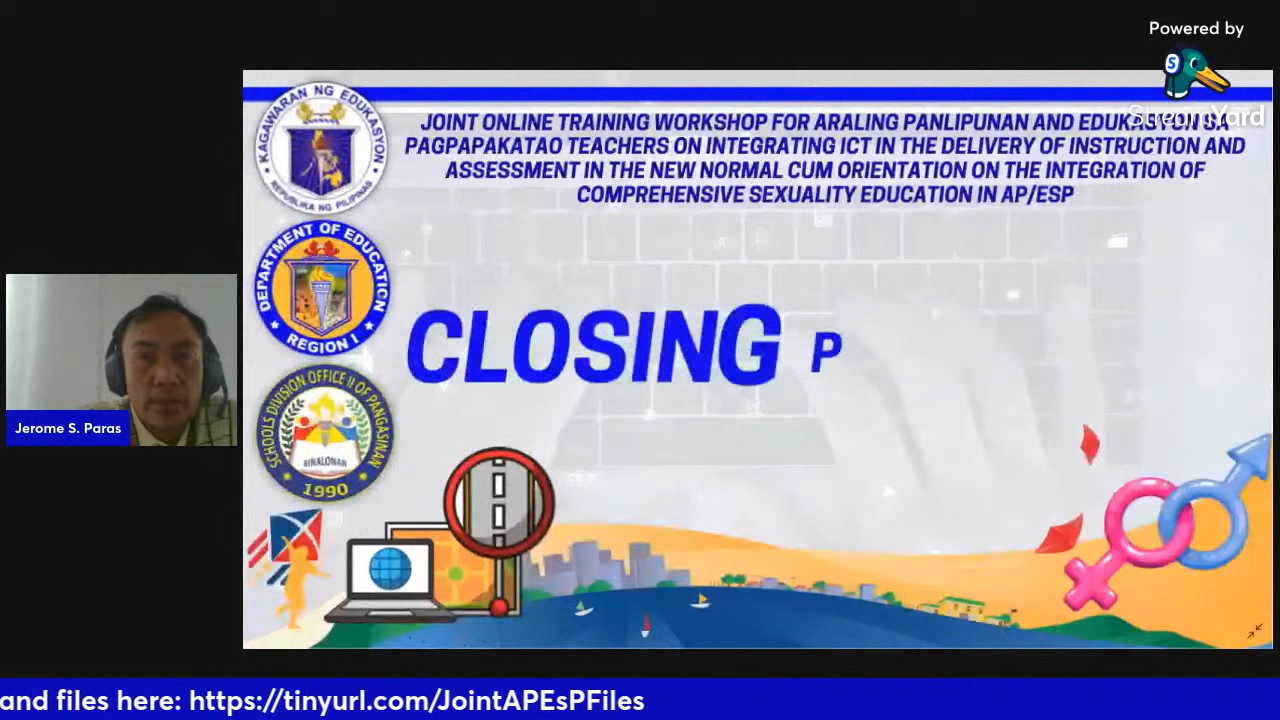 Powered by
StreamYard
JOINT ONLINE TRAINING WORKSHOP FOR ARALING PANLIPUNAN AND EDUKASYON SA
PAGPAPAKATAO TEACHERS ON INTEGRATING ICT IN THE DELIVERY OF INSTRUCTION AND
ASSESSMENT IN THE NEW NORMAL CUM ORIENTATION ON THE INTEGRATION OF
COMPREHENSIVE SEXUALITY EDUCATION IN AP/ESP
KAGAWARAN NG EDUKASYON
REPUBLIKA NG PILIPINAS
DEPARTMENT OF EDUCATION
REGION I
CLOSING P
SCHOOLS DIVISION OFFICE II OF PANGASINAN
BINALONAN
1990
Jerome S. Paras
and files here: https://tinyurl.com/JointAPEsPFiles